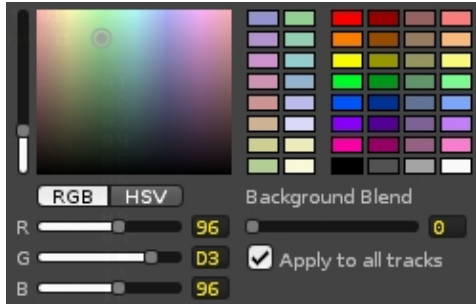 RGB HSV
Background Blend
R 96
0
G D3
Apply to all tracks
B 96